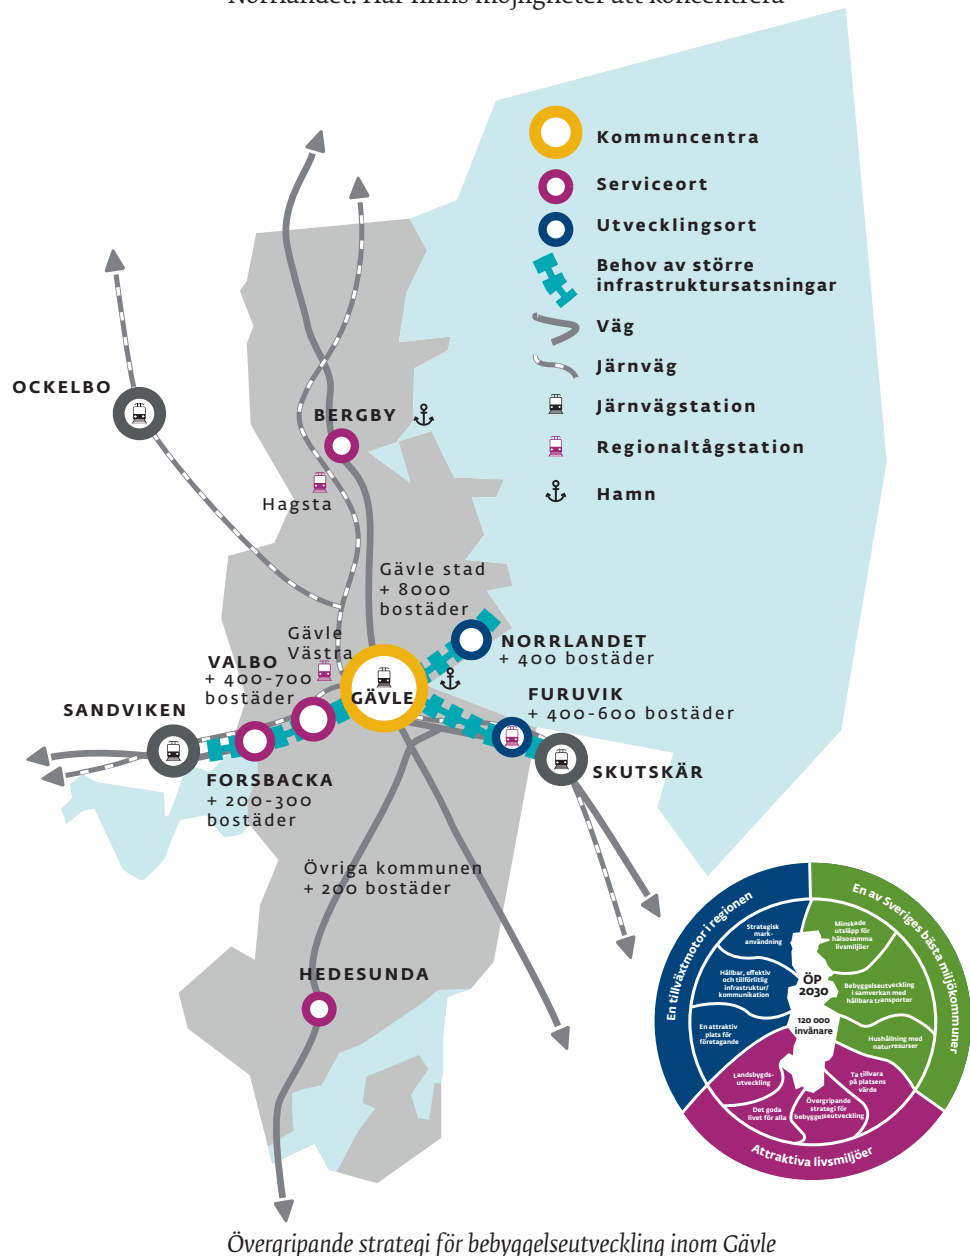 Norrlandet. Här finns möjligheter att koncentrera
Kommuncentra
Serviceort
Utvecklingsort
Behov av större
infrastruktursatsningar
Väg
Järnväg
Järnvägstation
Regionaltågstation
Hamn
OCKELBO
BERGBY
Hagsta
Gävle stad
+ 8000
bostäder
Gävle
Västra
NORRLANDET
+ 400 bostäder
VALBO
+ 400-700
bostäder
GÄVLE
FURUVIK
+ 400-600 bostäder
SANDVIKEN
SKUTSKÄR
FORSBACKA
+ 200-300
bostäder
Övriga kommunen
+ 200 bostäder
HEDESUNDA
En tillväxtmotor i regionen
En av Sveriges bästa miljökommuner
Attraktiva livsmiljöer
Strategisk
mark-
användning
Hållbar, effektiv
och tillförlitlig
infrastruktur/
kommunikation
En attraktiv
plats för
företagande
Minskade
utsläpp för
hälsosamma
livsmiljöer
Bebyggelseutveckling
i samverkan med
hållbara transporter
Hushållning med
naturresurser
ÖP
2030
120 000
invånare
Landsbygds-
utveckling
Det goda
livet för alla
Övergripande
strategi för
bebyggelseutveckling
Ta tillvara
på platsens
värde
Övergripande strategi för bebyggelseutveckling inom Gävle